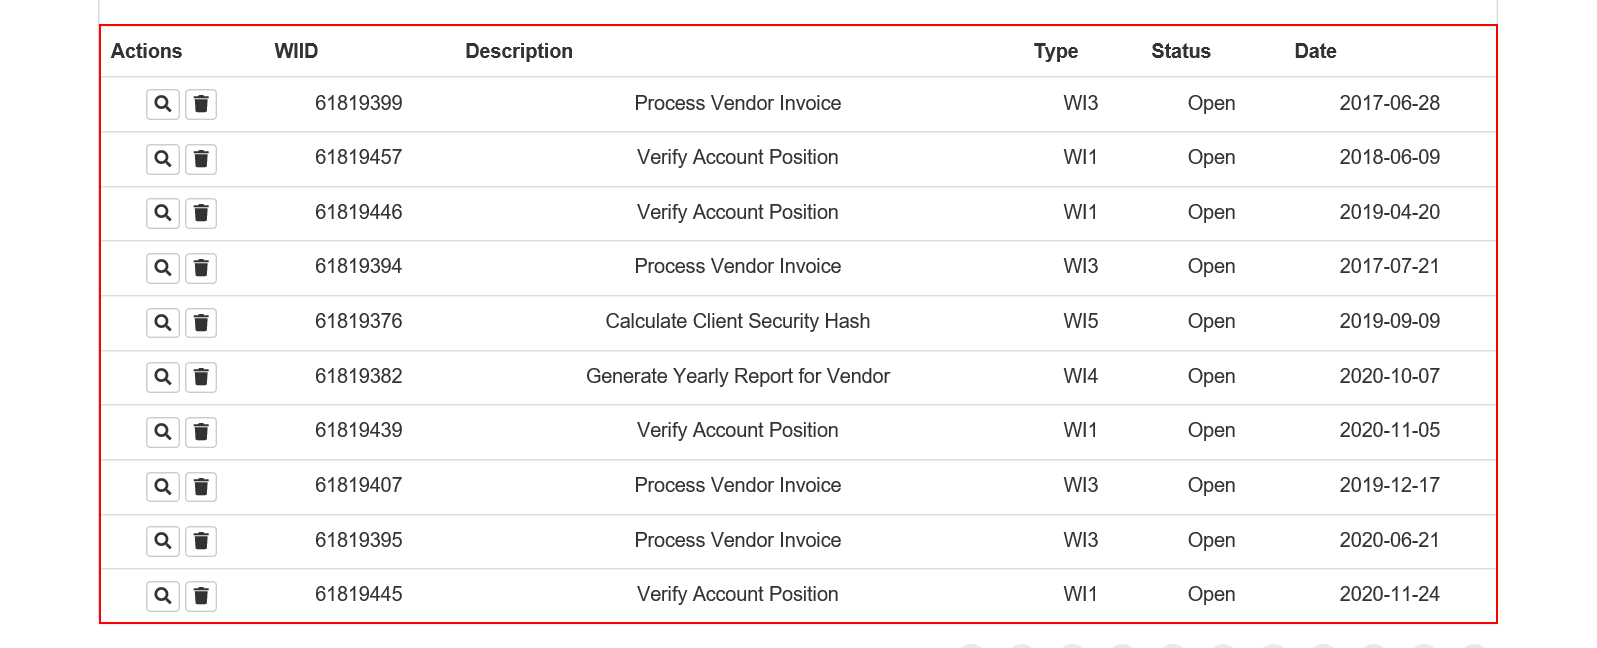 Actions WIID Description Type Status Date
61819399 Process Vendor Invoice WI3 Open 2017-06-28
61819457 Verify Account Position WI1 Open 2018-06-09
61819446 Verify Account Position WI1 Open 2019-04-20
61819394 Process Vendor Invoice WI3 Open 2017-07-21
61819376 Calculate Client Security Hash WI5 Open 2019-09-09
61819382 Generate Yearly Report for Vendor WI4 Open 2020-10-07
61819439 Verify Account Position WI1 Open 2020-11-05
61819407 Process Vendor Invoice WI3 Open 2019-12-17
61819395 Process Vendor Invoice WI3 Open 2020-06-21
61819445 Verify Account Position WI1 Open 2020-11-24